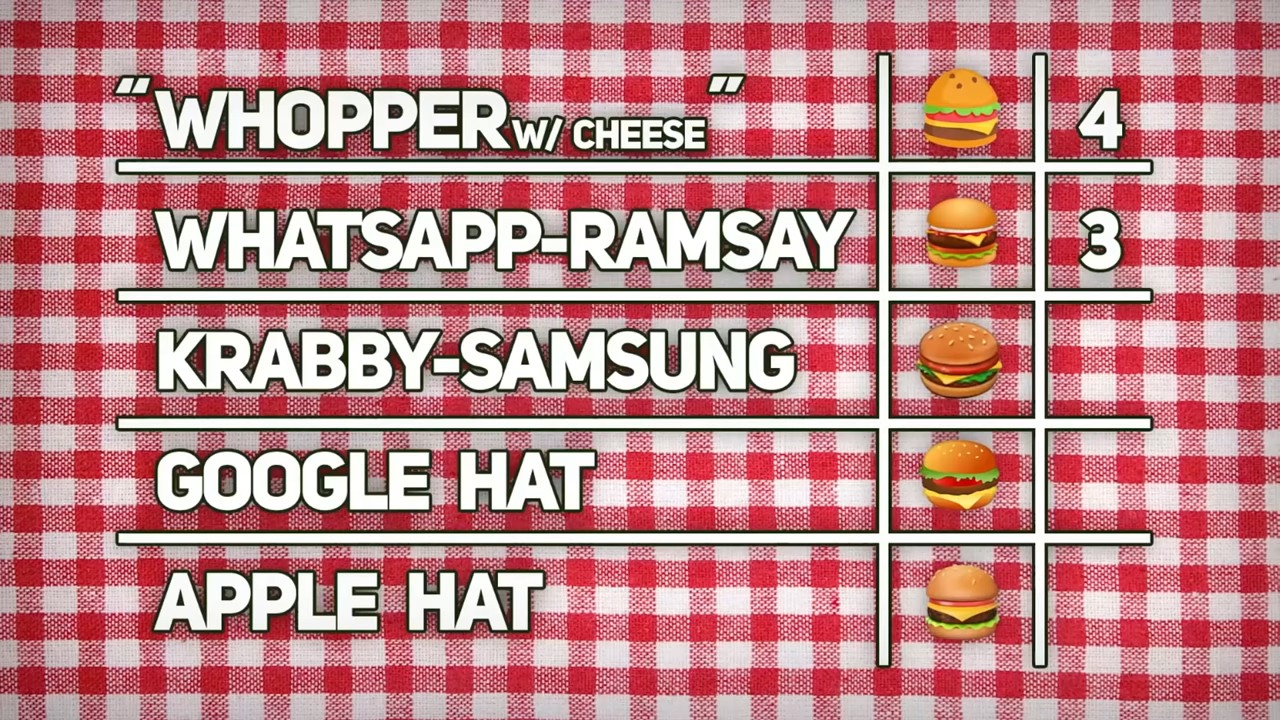 "WHOPPER W/ CHEESE" 4
WHATSAPP-RAMSAY 3
KRABBY-SAMSUNG
GOOGLE HAT
APPLE HAT